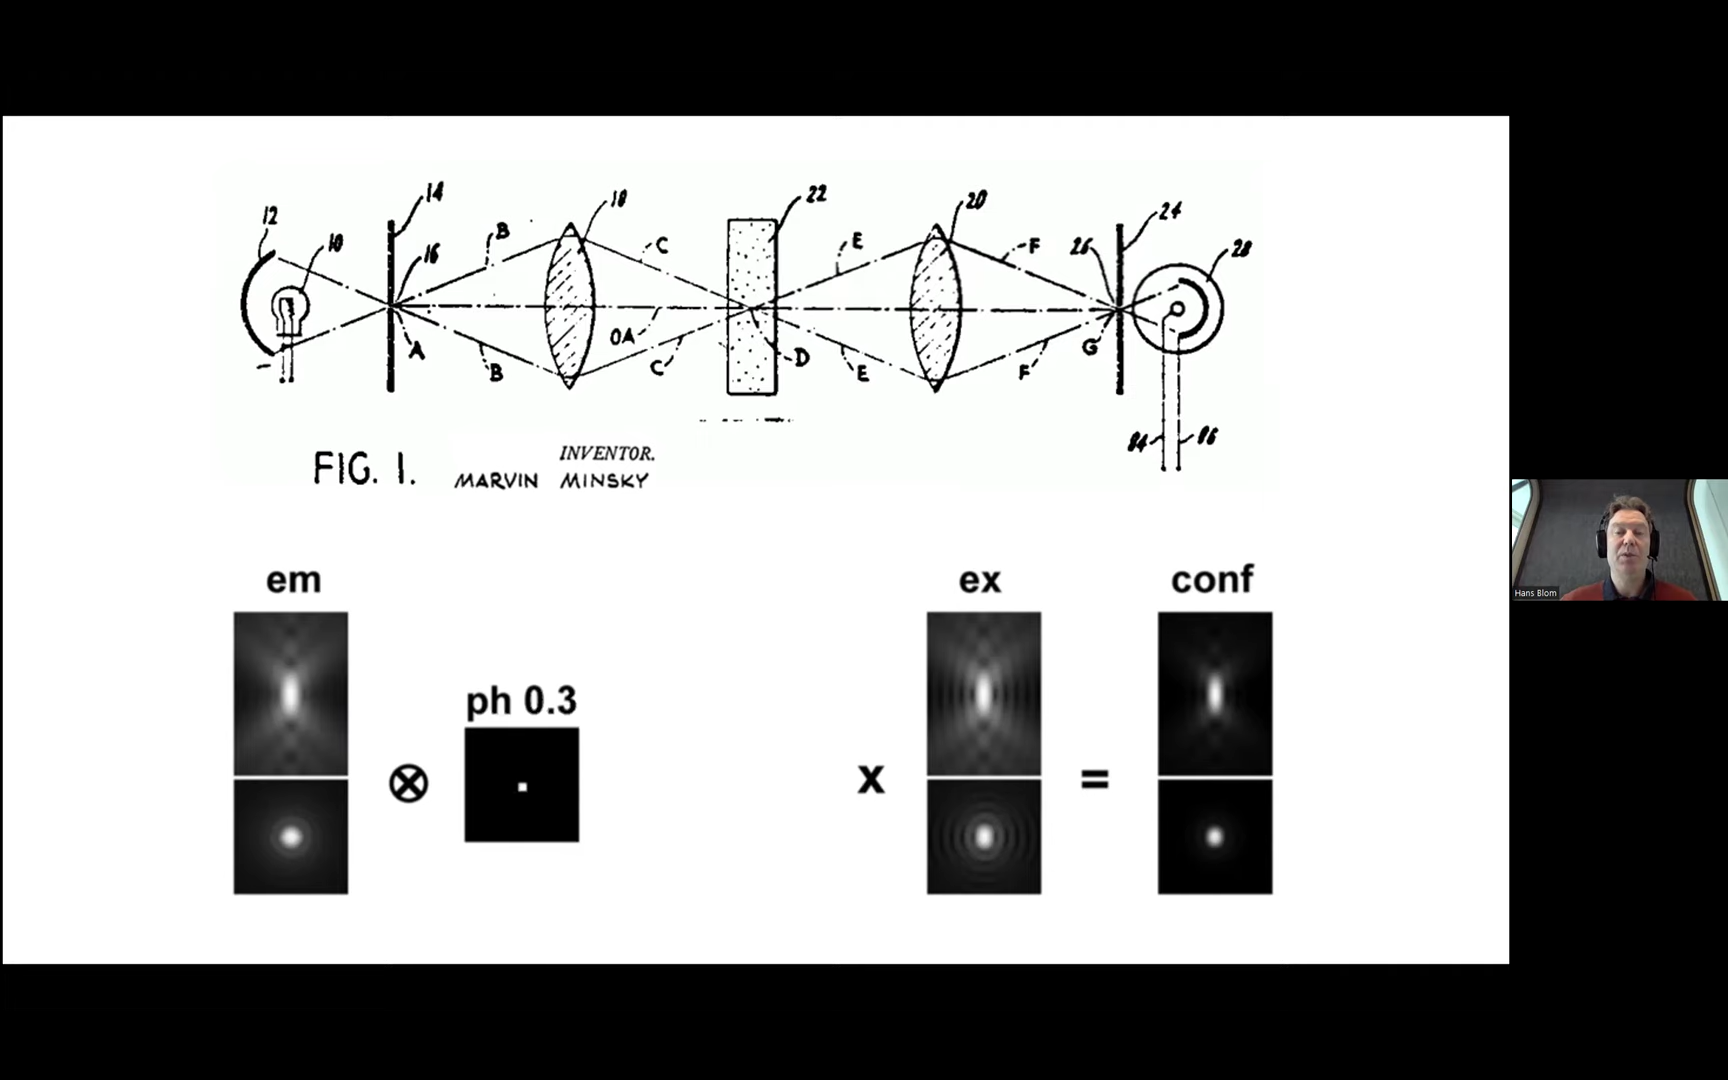 14
18
22
20
24
12
10
16
B
C
E
F
26
28
A
B
OA
C
D
E
F
G
84
86
FIG. 1.
INVENTOR.
MARVIN MINSKY
em
ex
conf
ph 0.3
⊗
x
=
Hans Blom